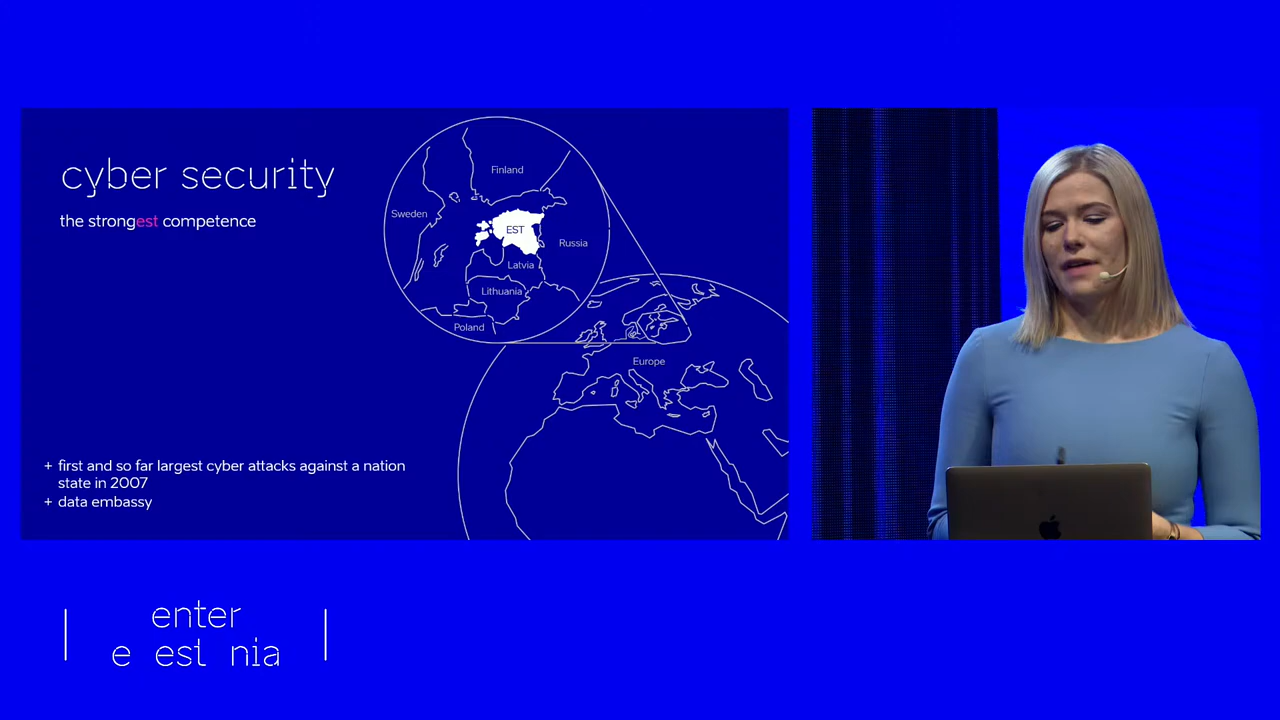 cyber security
the strongest competence
Finland
Sweden
EST
Russia
Latvia
Lithuania
Poland
Europe
+ first and so far largest cyber attacks against a nation
state in 2007
+ data embassy
enter
e est nia